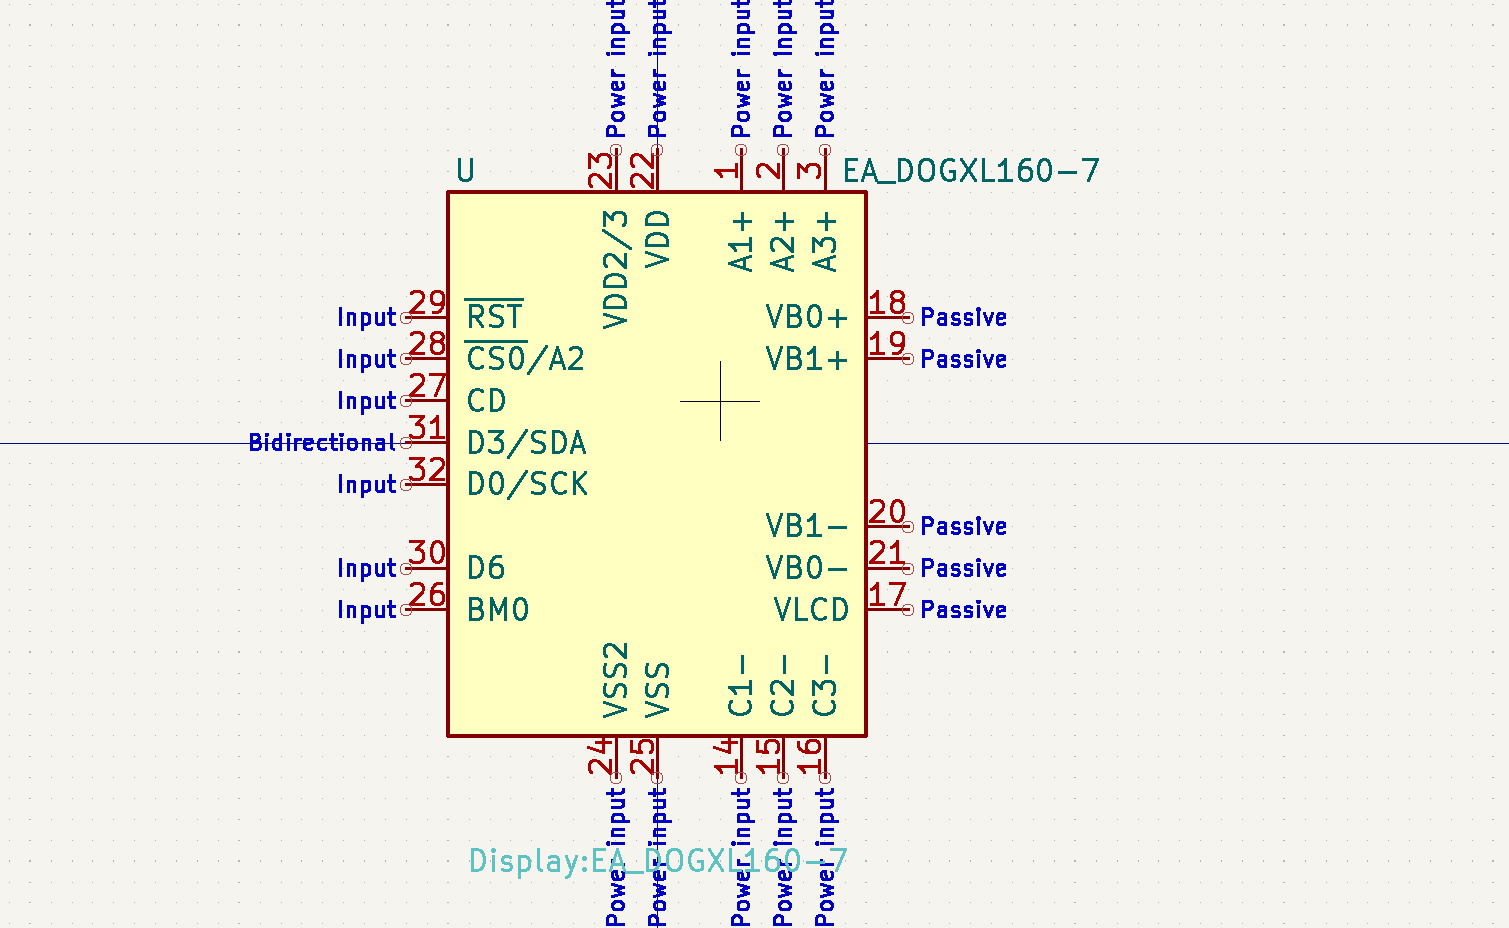 Power input Power input Power input Power input Power input
23 22 1 2 3
U EA_DOGXL160-7
VDD2/3 VDD A1+ A2+ A3+
Input 29 RST VB0+ 18 Passive
Input 28 CS0/A2 VB1+ 19 Passive
Input 27 CD
Bidirectional 31 D3/SDA
Input 32 D0/SCK
VB1- 20 Passive
Input 30 D6 VB0- 21 Passive
Input 26 BM0 VLCD 17 Passive
VSS2 VSS C1- C2- C3-
24 25 14 15 16
Power input Power input Power input Power input Power input
Display:EA_DOGXL160-7